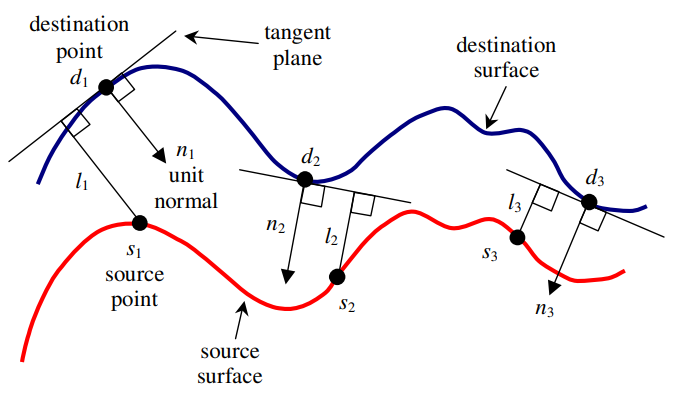 destination
point
d1
tangent
plane
destination
surface
n1
unit
normal
l1
s1
source
point
d2
n2
l2
s2
source
surface
d3
l3
s3
n3